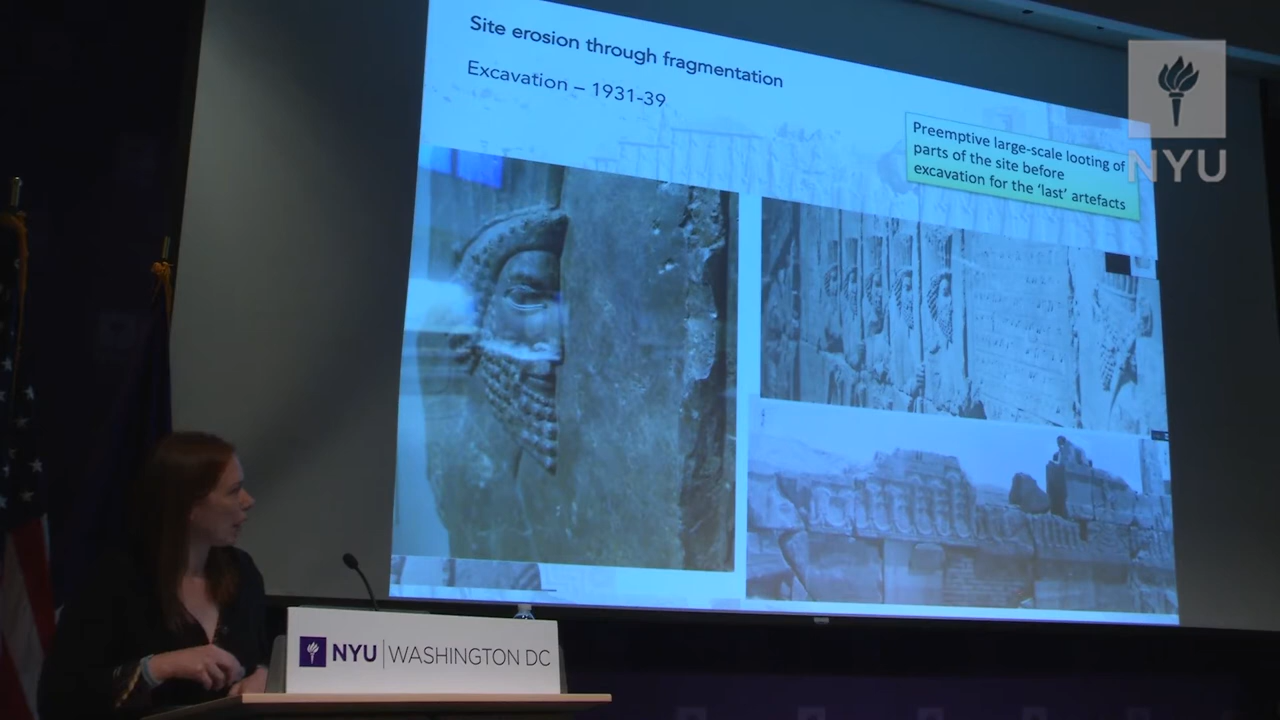 Site erosion through fragmentation
Excavation – 1931-39
Preemptive large-scale looting of
parts of the site before
excavation for the 'last' artefacts
NYU
NYU WASHINGTON DC